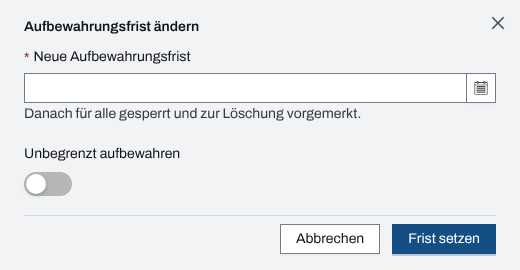 Aufbewahrungsfrist ändern
* Neue Aufbewahrungsfrist
Danach für alle gesperrt und zur Löschung vorgemerkt.
Unbegrenzt aufbewahren
Abbrechen
Frist setzen